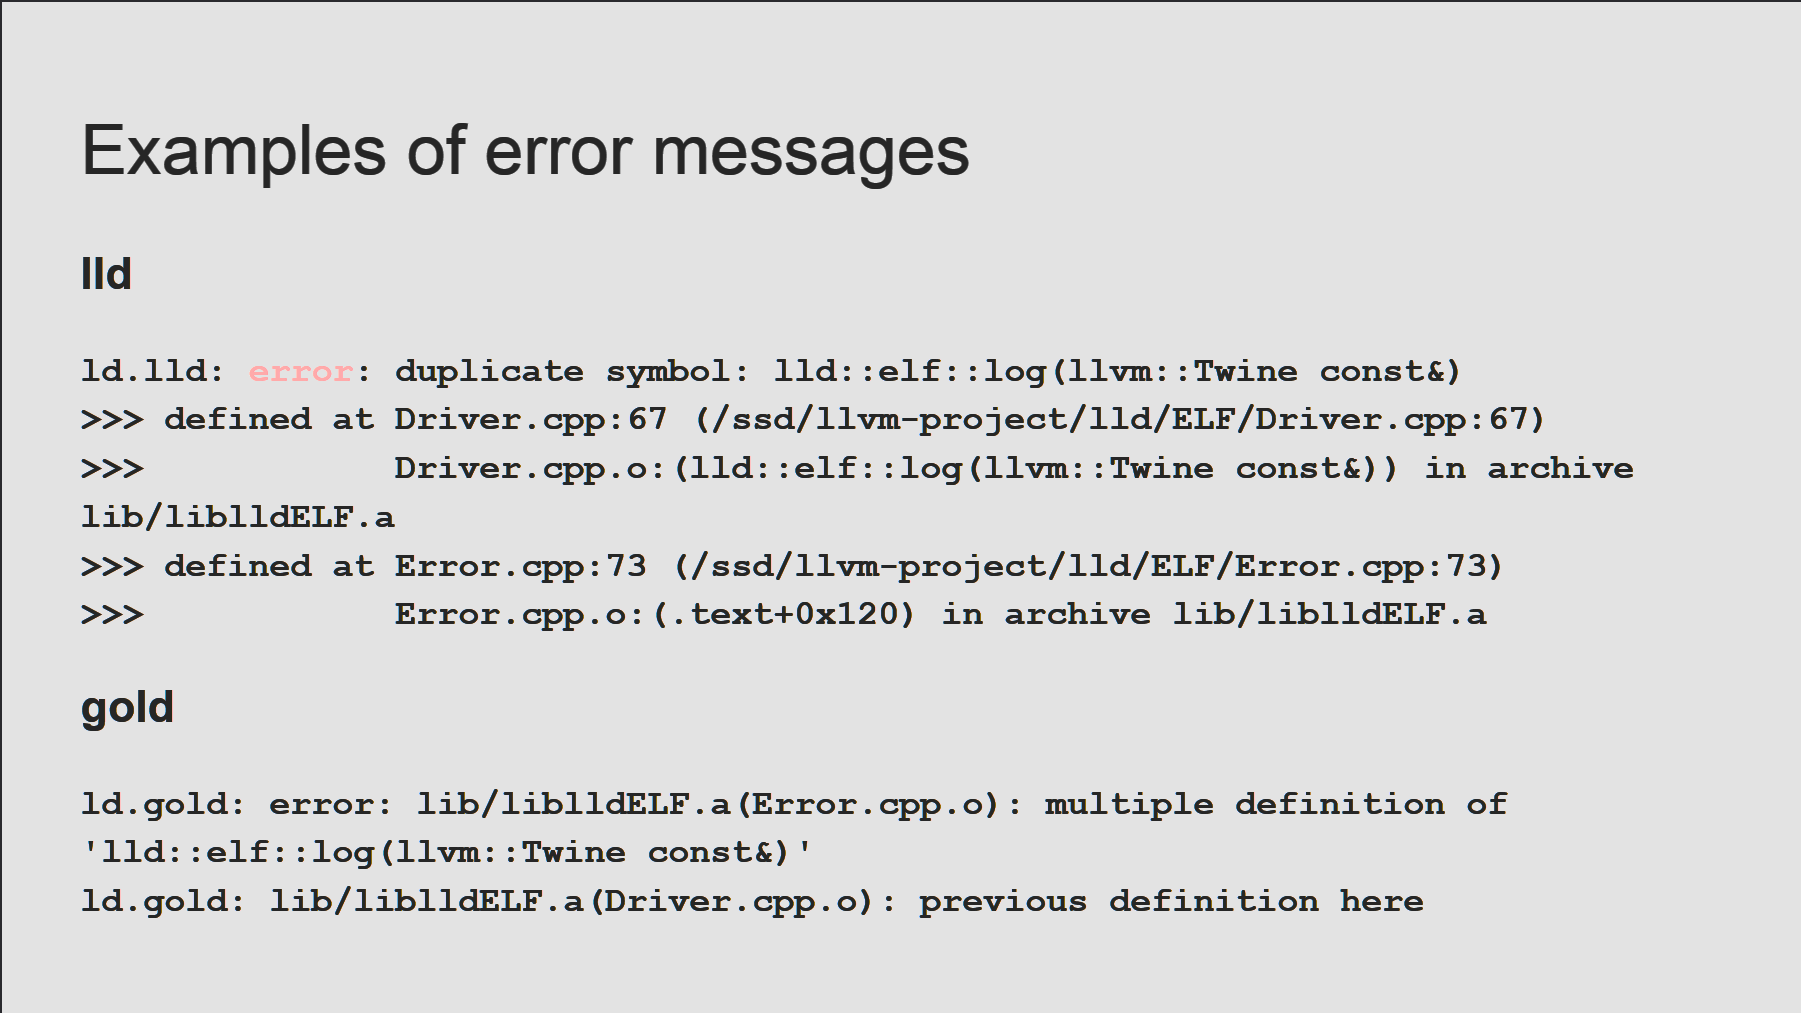 Examples of error messages
lld
ld.lld: error: duplicate symbol: lld::elf::log(llvm::Twine const&)
>>> defined at Driver.cpp:67 (/ssd/llvm-project/lld/ELF/Driver.cpp:67)
>>>            Driver.cpp.o:(lld::elf::log(llvm::Twine const&)) in archive
lib/liblldELF.a
>>> defined at Error.cpp:73 (/ssd/llvm-project/lld/ELF/Error.cpp:73)
>>>            Error.cpp.o:(.text+0x120) in archive lib/liblldELF.a
gold
ld.gold: error: lib/liblldELF.a(Error.cpp.o): multiple definition of
'lld::elf::log(llvm::Twine const&)'
ld.gold: lib/liblldELF.a(Driver.cpp.o): previous definition here